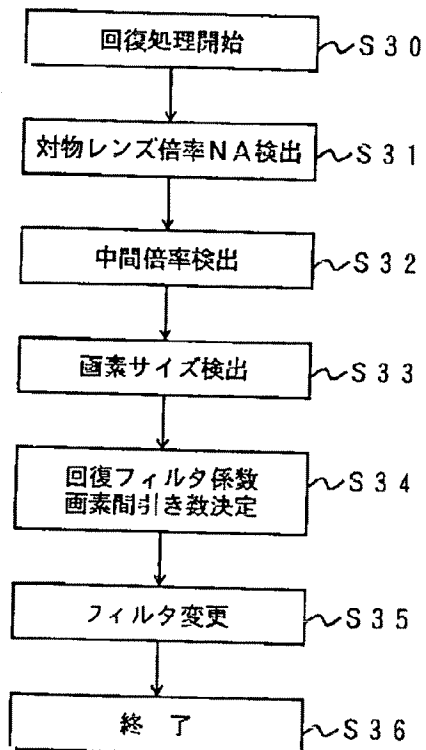 回復処理開始 S30
対物レンズ倍率NA検出 S31
中間倍率検出 S32
画素サイズ検出 S33
回復フィルタ係数 S34
画素間引き数決定
フィルタ変更 S35
終 了 S36